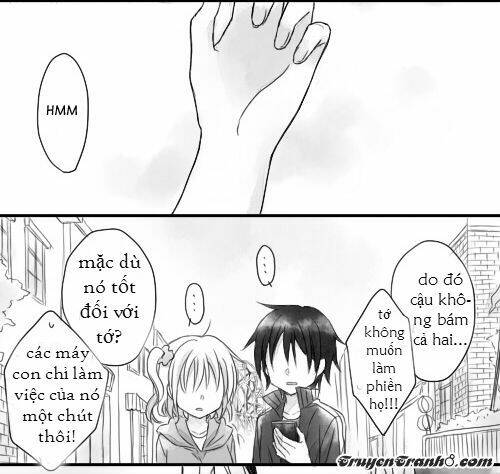 HMM
mặc dù
nó tốt
đối với
tớ?
các máy
con chỉ làm
việc của nó
một chút
thôi!
...
...
do đó
cậu khô-
ng bám
cả hai...
tớ
không
muốn
làm
phiền
họ!!!
TruyenTranh8.com